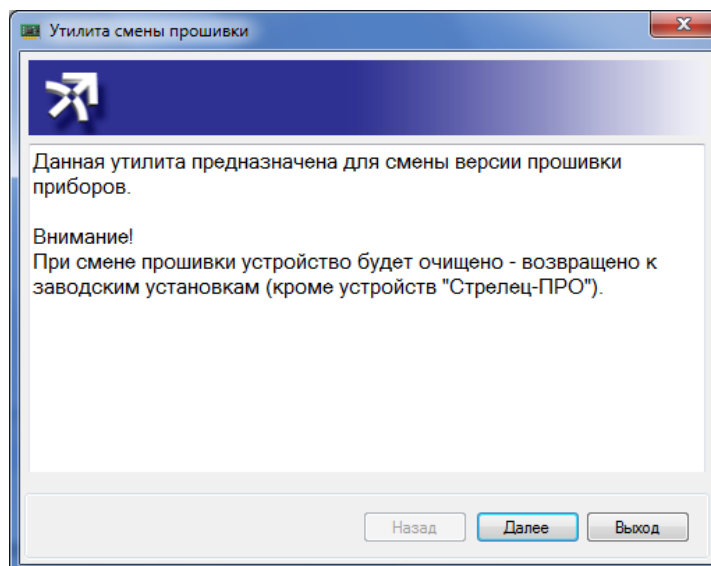 Утилита смены прошивки
Данная утилита предназначена для смены версии прошивки
приборов.
Внимание!
При смене прошивки устройство будет очищено - возвращено к
заводским установкам (кроме устройств "Стрелец-ПРО").
Назад
Далее
Выход